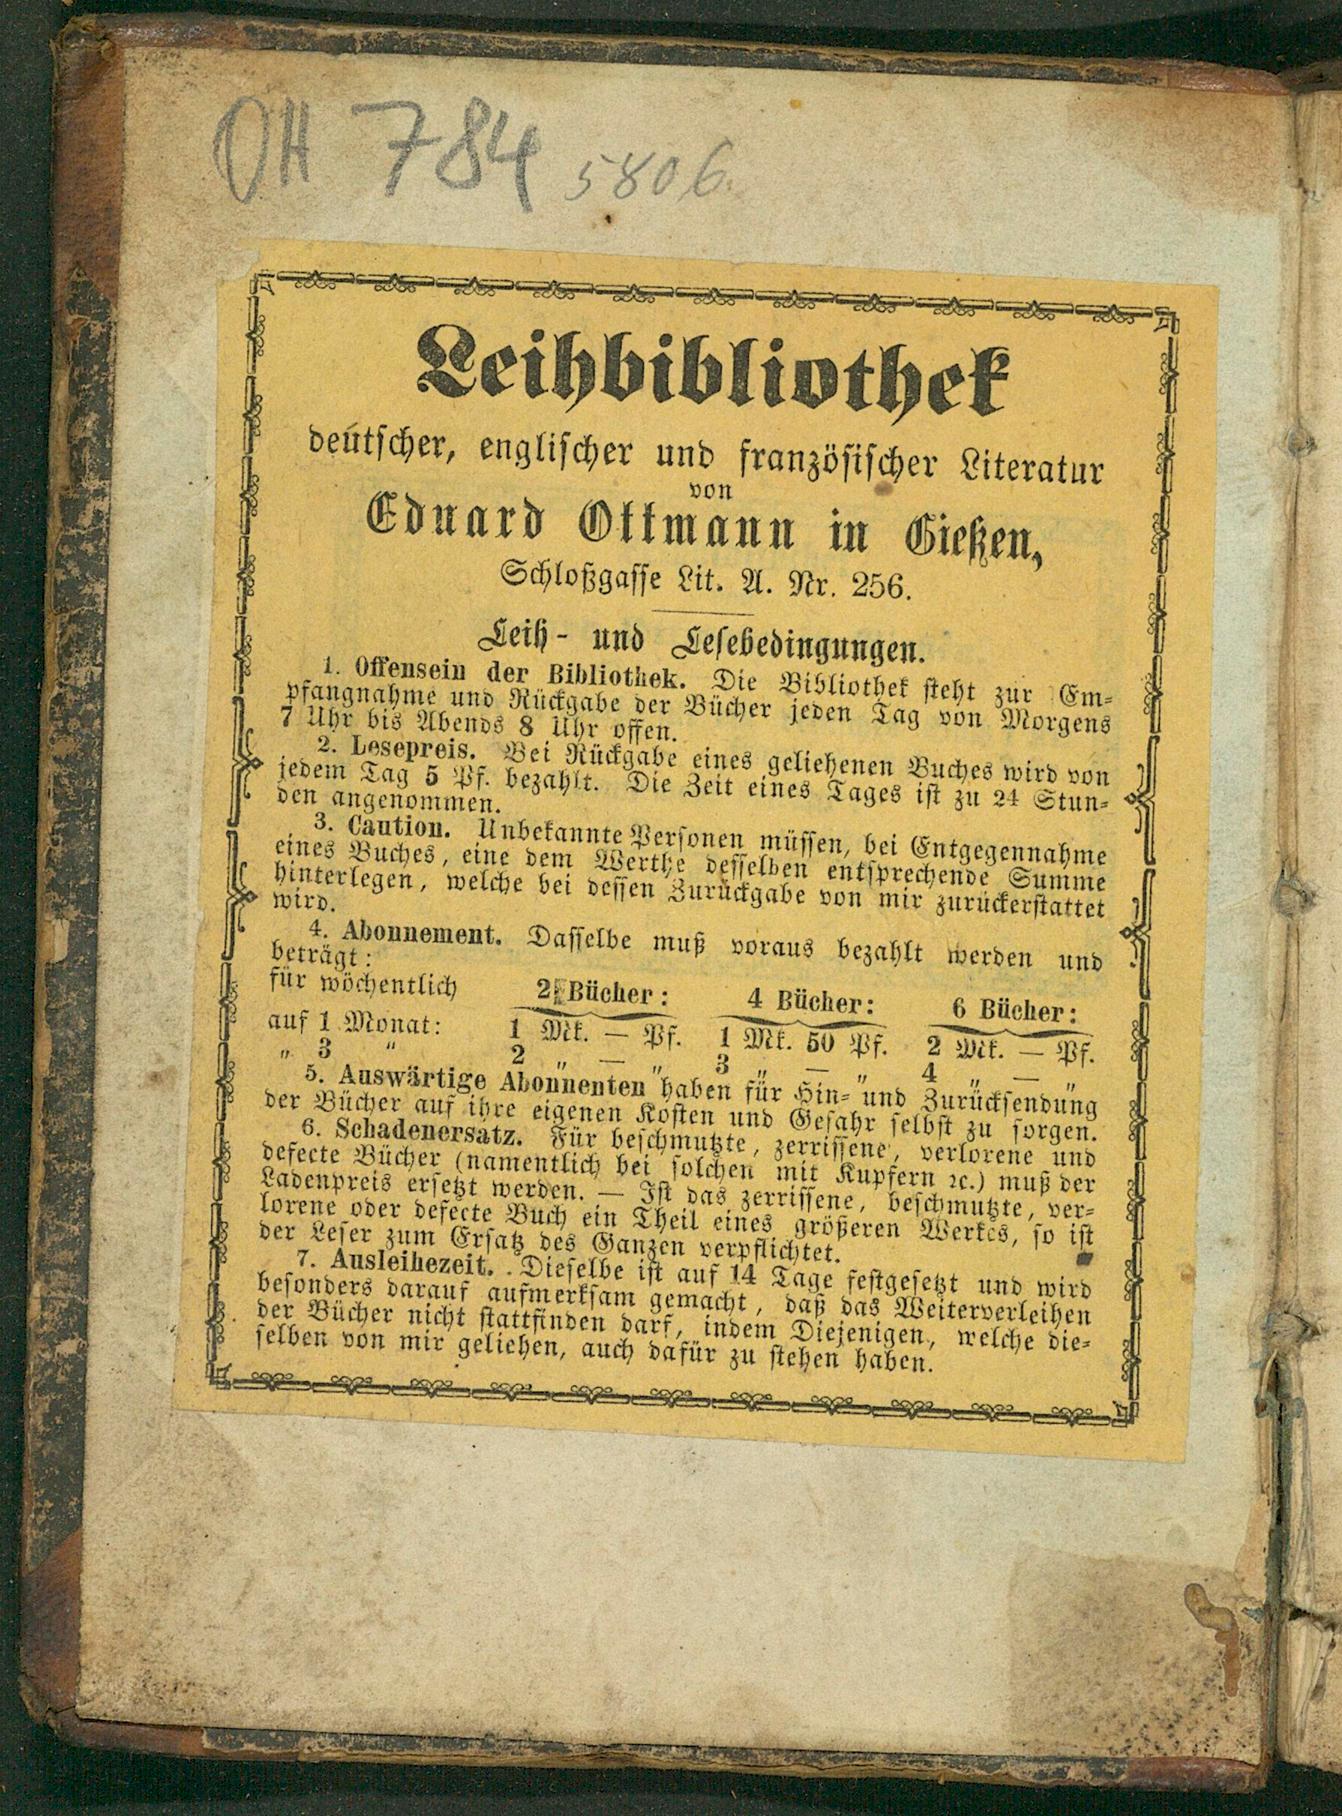 OH 784 5806.
Leihbibliothek
deutscher, englischer und französischer Literatur
von
Eduard Ottmann in Gießen,
Schloßgasse Lit. A. Nr. 256.
Leih- und Lesebedingungen.
1. Offensein der Bibliothek. Die Bibliothek steht zur Em-
pfangnahme und Rückgabe der Bücher jeden Tag von Morgens
7 Uhr bis Abends 8 Uhr offen.
2. Lesepreis. Bei Rückgabe eines geliehenen Buches wird von
jedem Tag 5 Pf. bezahlt. Die Zeit eines Tages ist zu 24 Stun-
den angenommen.
3. Caution. Unbekannte Personen müssen, bei Entgegennahme
eines Buches, eine dem Werthe desselben entsprechende Summe
hinterlegen, welche bei dessen Zurückgabe von mir zurückerstattet
wird.
4. Abonnement. Dasselbe muß voraus bezahlt werden und
beträgt:
für wöchentlich 2 Bücher: 4 Bücher: 6 Bücher:
auf 1 Monat: 1 Mk. — Pf. 1 Mk. 50 Pf. 2 Mk. — Pf.
„ 3 „ 2 „ — „ 3 „ — „ 4 „ — „
5. Auswärtige Abonnenten haben für Hin- und Zurücksendung
der Bücher auf ihre eigenen Kosten und Gefahr selbst zu sorgen.
6. Schadenersatz. Für beschmutzte, zerrissene, verlorene und
defecte Bücher (namentlich bei solchen mit Kupfern ꝛc.) muß der
Ladenpreis ersetzt werden. — Ist das zerrissene, beschmutzte, ver-
lorene oder defecte Buch ein Theil eines größeren Werkes, so ist
der Leser zum Ersatz des Ganzen verpflichtet.
7. Ausleihezeit. Dieselbe ist auf 14 Tage festgesetzt und wird
besonders darauf aufmerksam gemacht, daß das Weiterverleihen
der Bücher nicht stattfinden darf, indem Diejenigen, welche die-
selben von mir geliehen, auch dafür zu stehen haben.